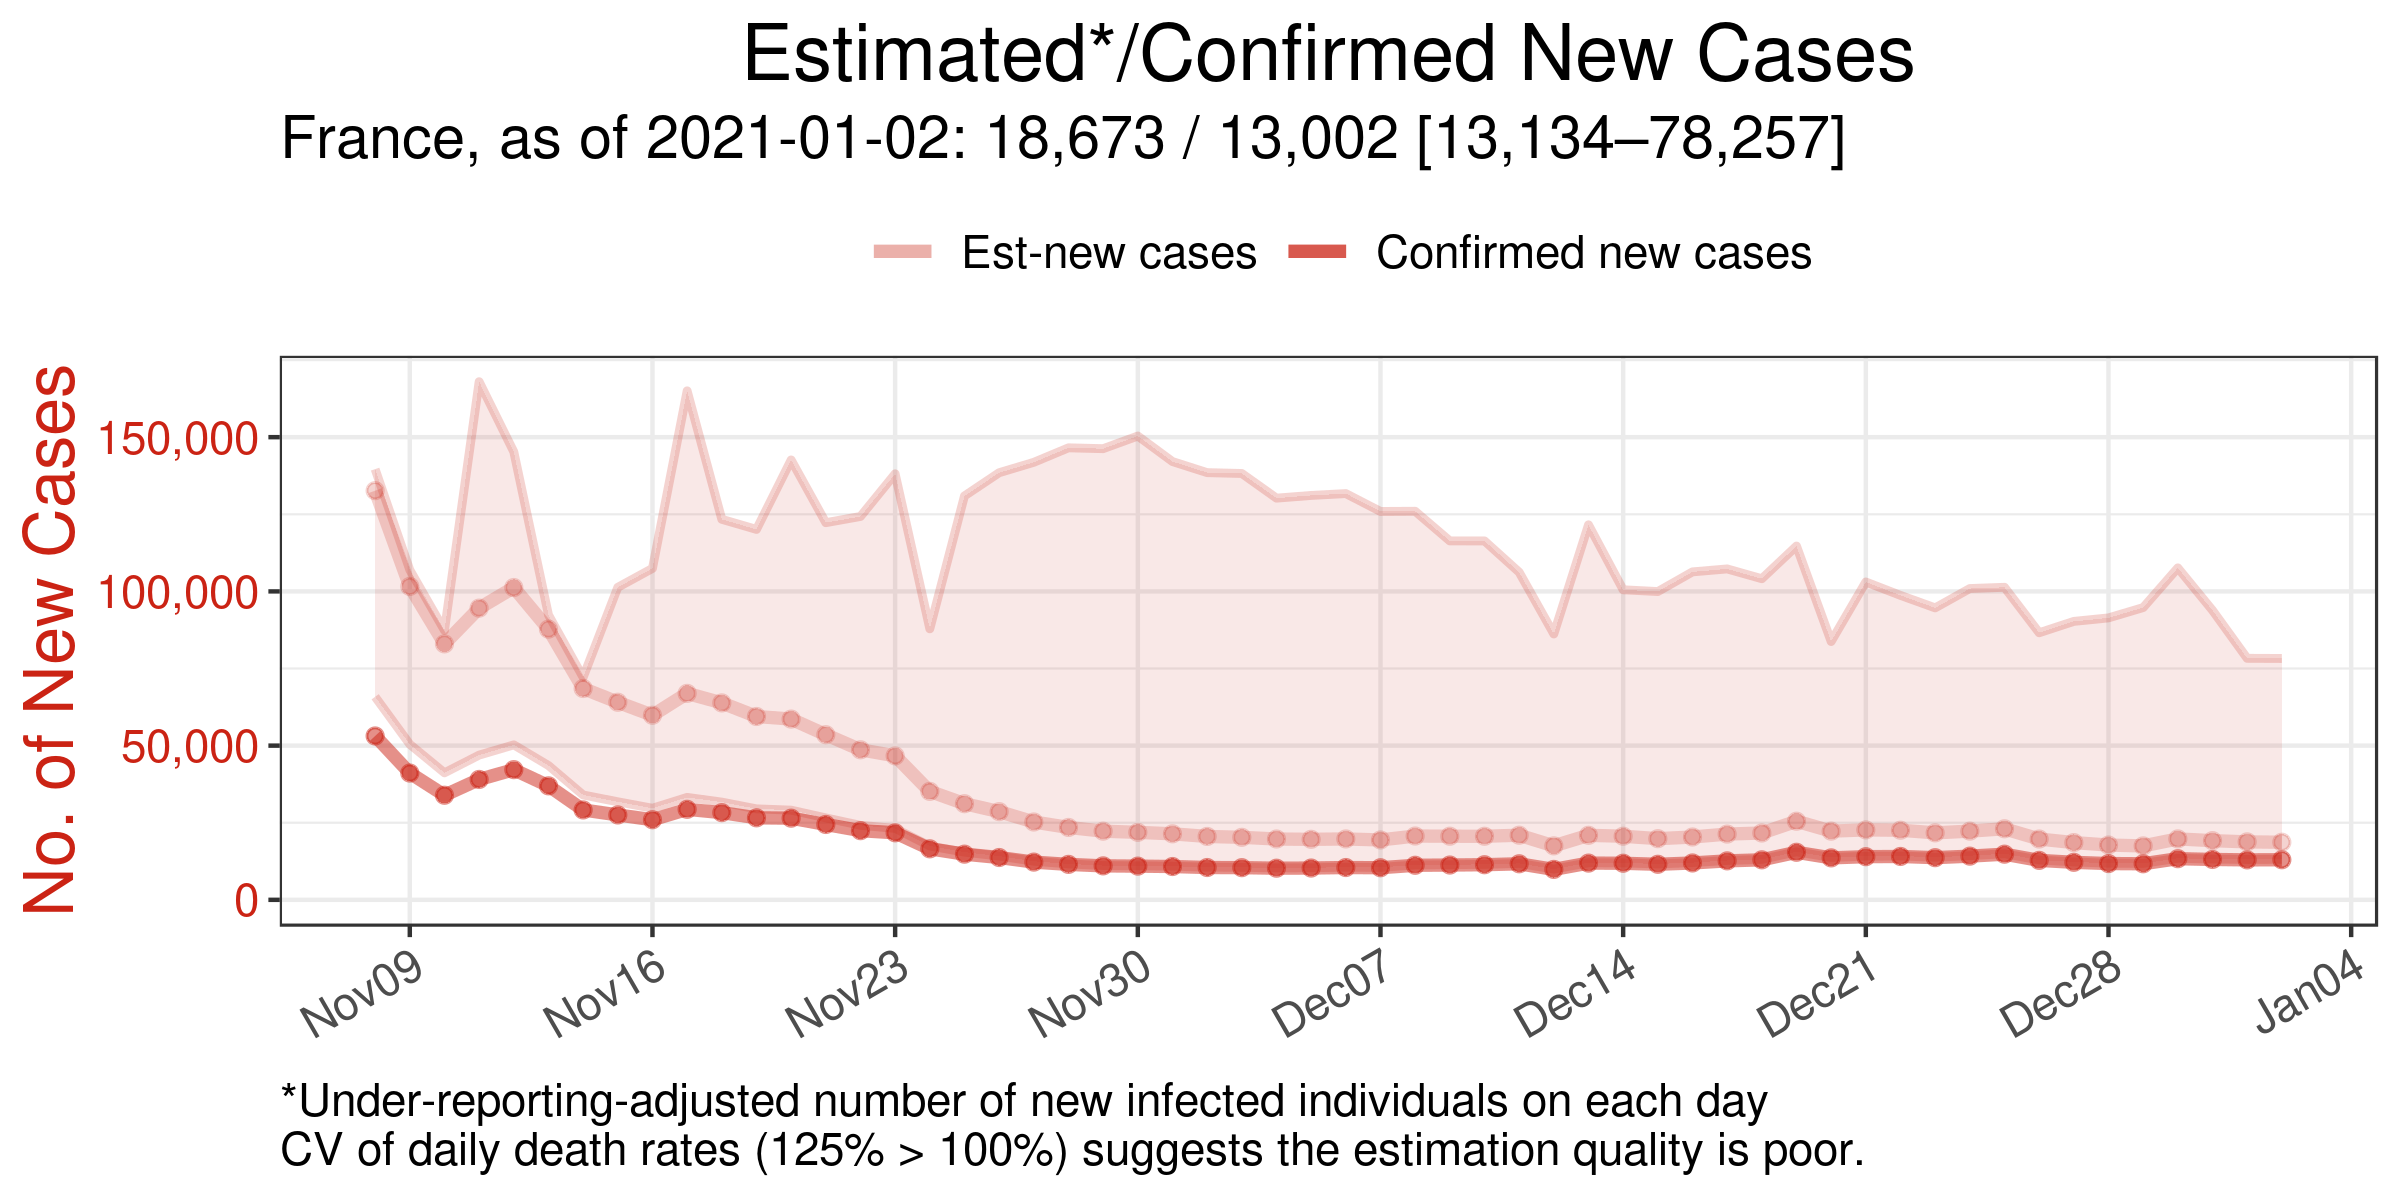 Estimated*/Confirmed New Cases
France, as of 2021-01-02: 18,673 / 13,002 [13,134–78,257]
Est-new cases Confirmed new cases
No. of New Cases
150,000
100,000
50,000
0
Nov09 Nov16 Nov23 Nov30 Dec07 Dec14 Dec21 Dec28 Jan04
*Under-reporting-adjusted number of new infected individuals on each day
CV of daily death rates (125% > 100%) suggests the estimation quality is poor.